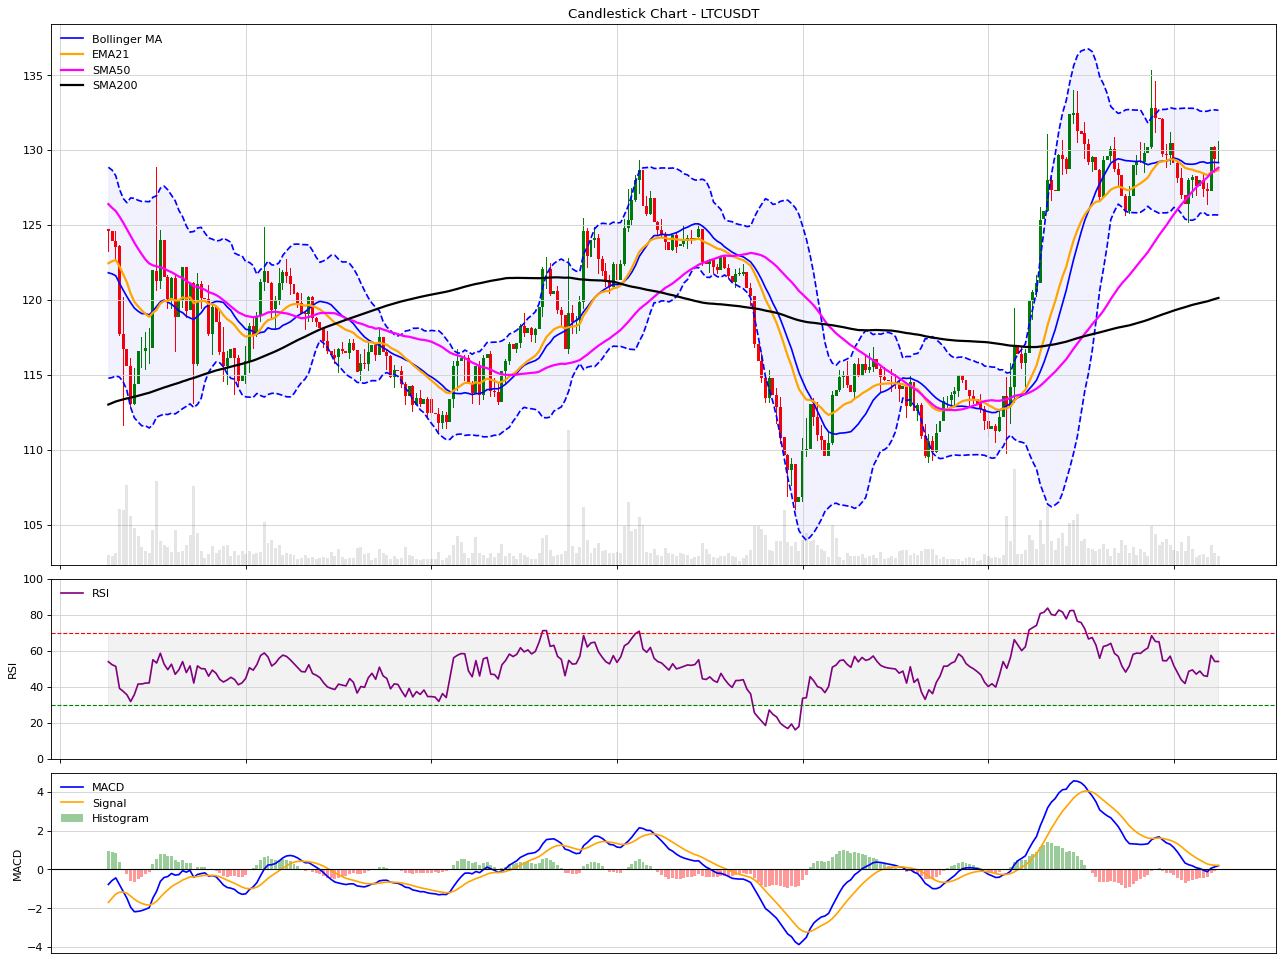 Candlestick Chart - LTCUSDT
Bollinger MA
EMA21
SMA50
SMA200
135
130
125
120
115
110
105
RSI
100
80
60
40
20
0
RSI
MACD
Signal
Histogram
4
2
0
−2
−4
MACD